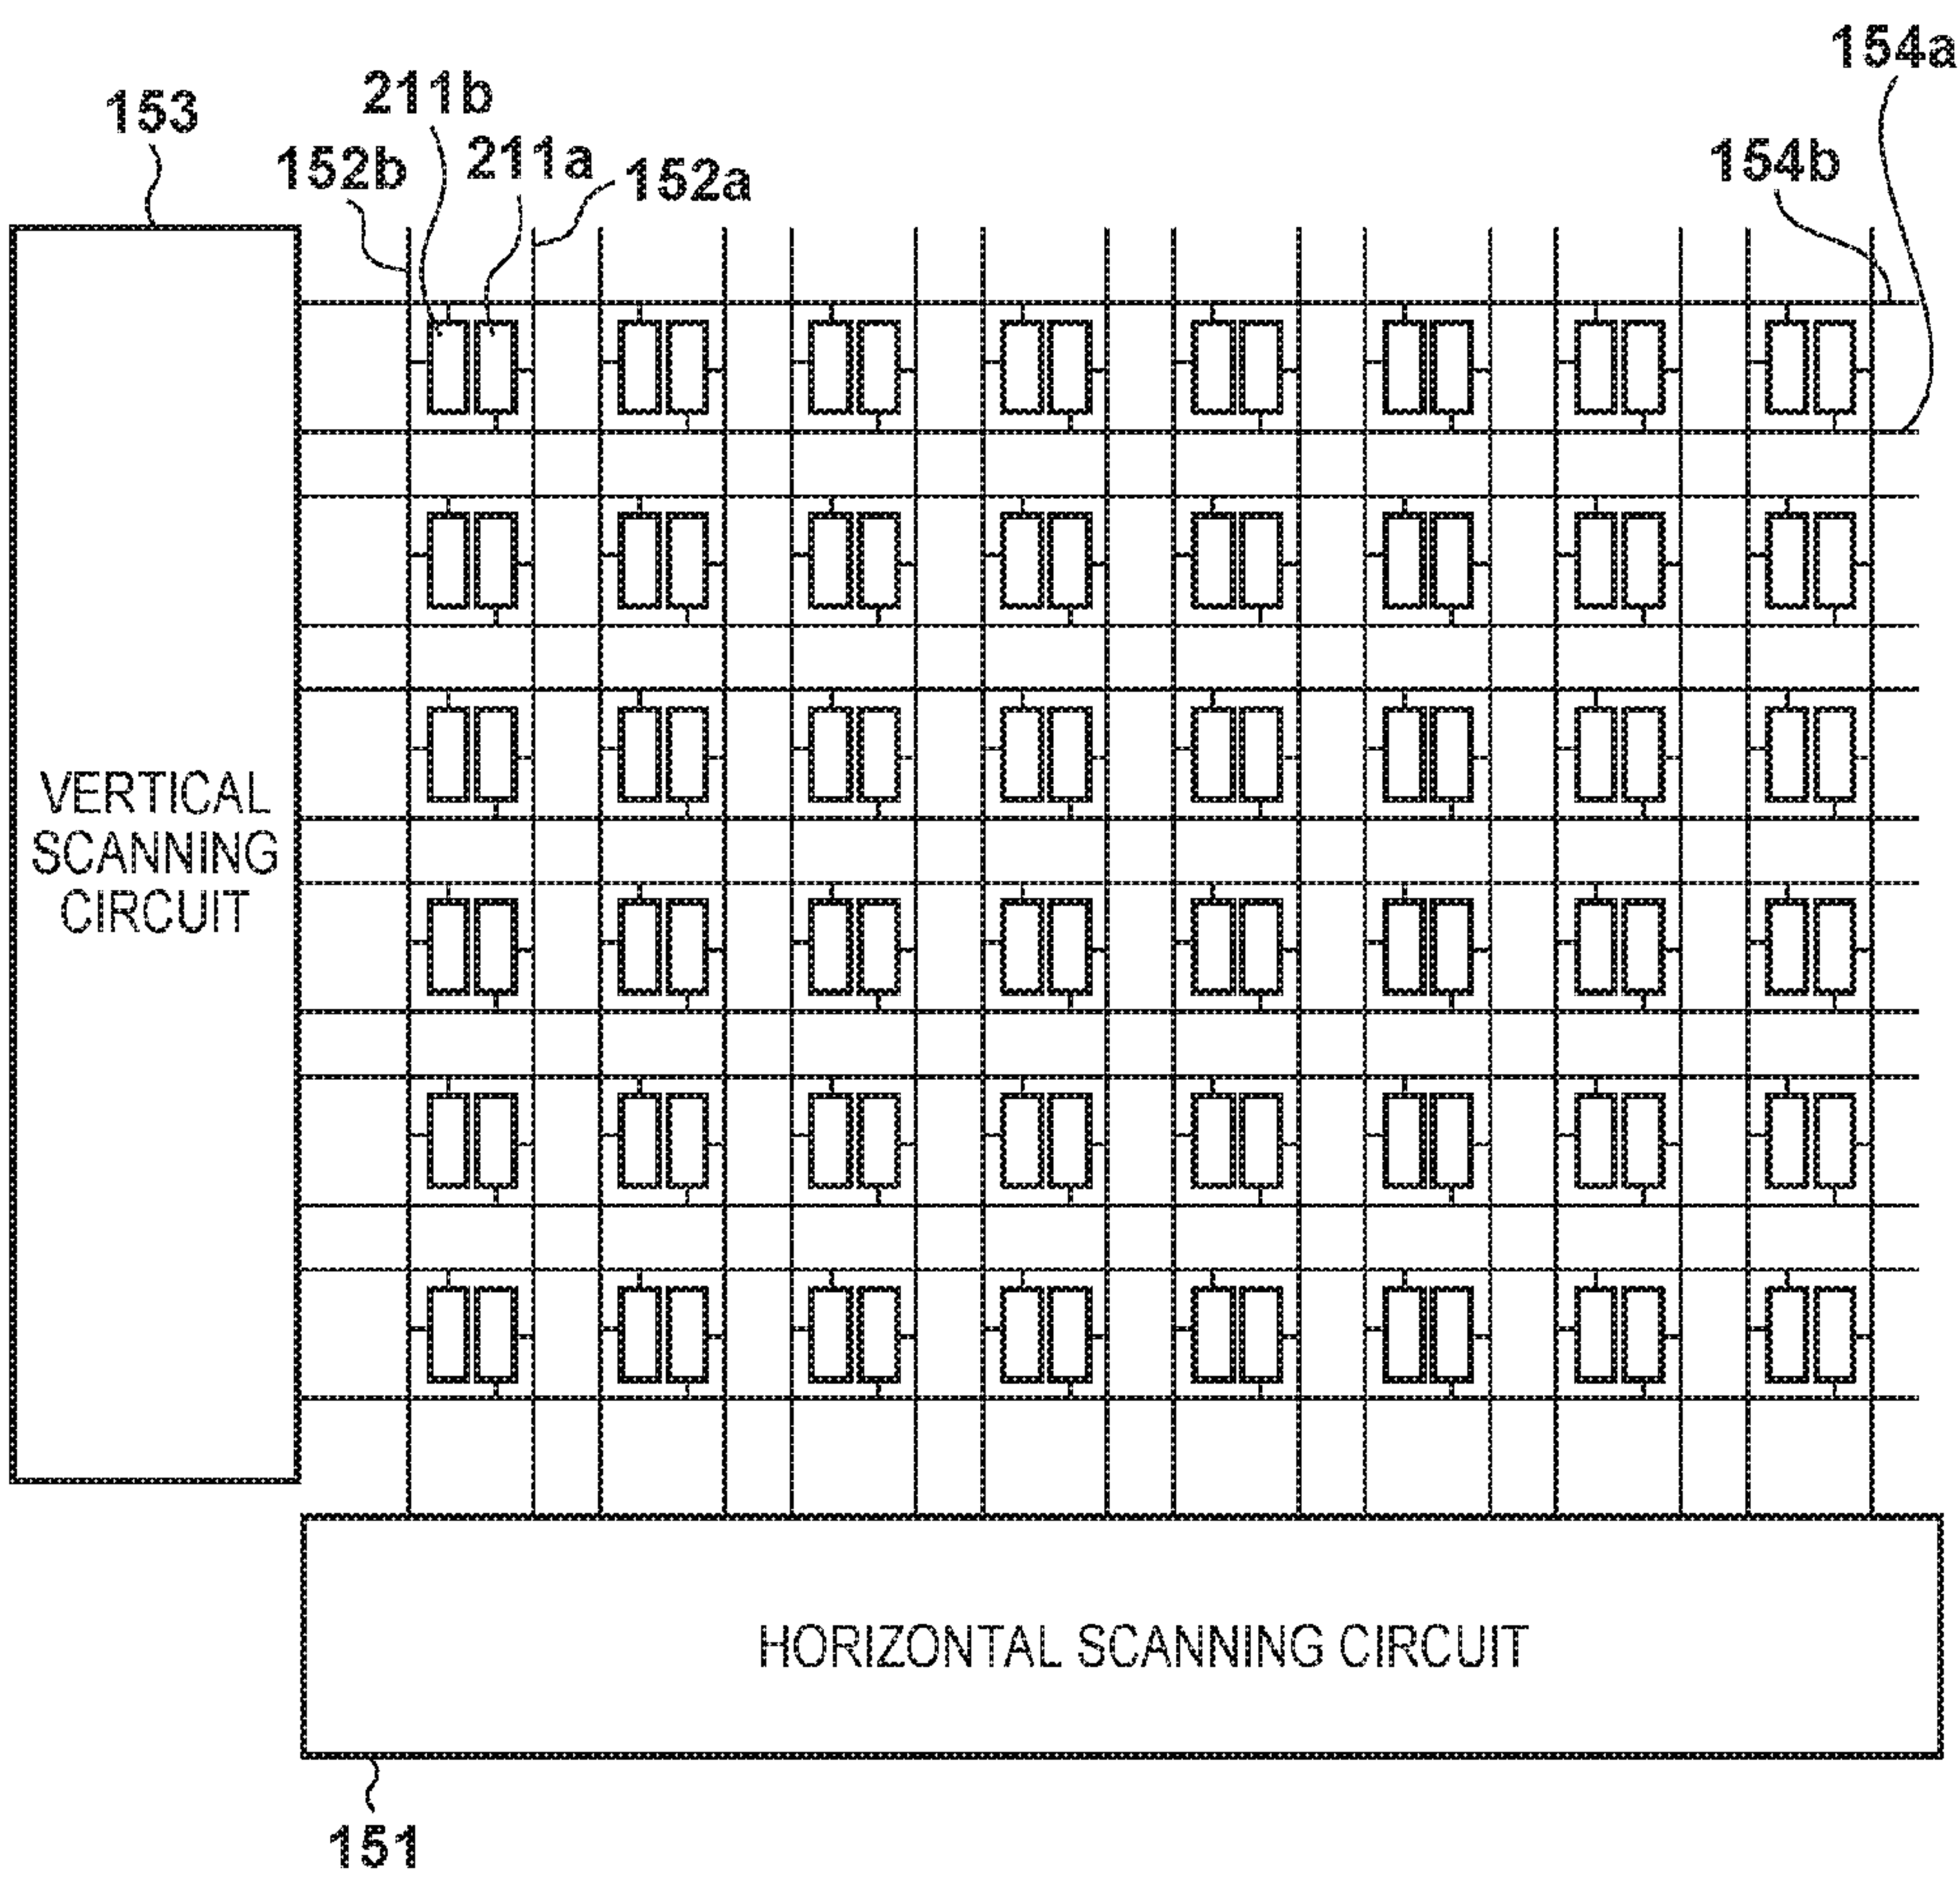 154a
211b
153
154b
152b
211a
152a
VERTICAL
SCANNING
CIRCUIT
HORIZONTAL SCANNING CIRCUIT
151